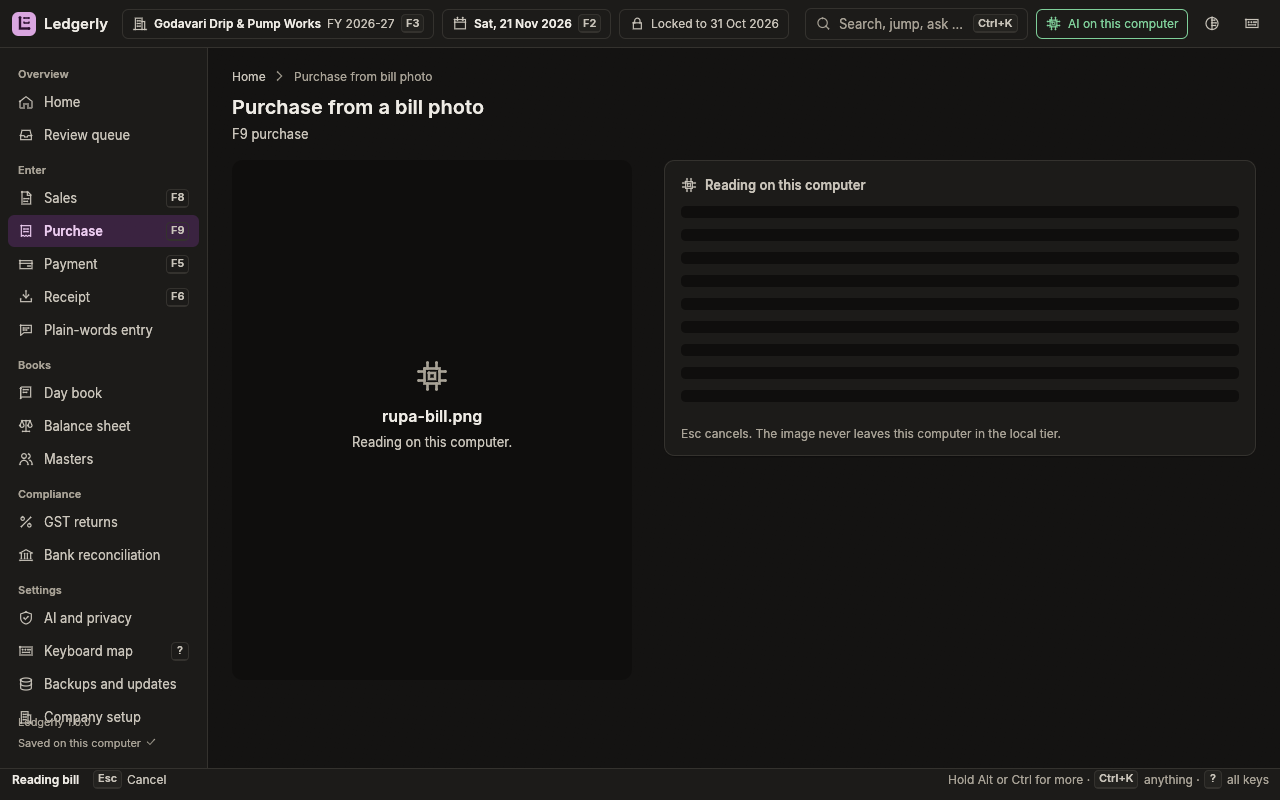 Ledgerly
Godavari Drip & Pump Works FY 2026-27 F3
Sat, 21 Nov 2026 F2
Locked to 31 Oct 2026
Search, jump, ask ... Ctrl+K
AI on this computer
Overview
Home
Review queue
Enter
Sales F8
Purchase F9
Payment F5
Receipt F6
Plain-words entry
Books
Day book
Balance sheet
Masters
Compliance
GST returns
Bank reconciliation
Settings
AI and privacy
Keyboard map ?
Backups and updates
Company setup
Ledgerly 1.0.0
Saved on this computer
Home > Purchase from bill photo
Purchase from a bill photo
F9 purchase
rupa-bill.png
Reading on this computer.
Reading on this computer
Esc cancels. The image never leaves this computer in the local tier.
Reading bill Esc Cancel
Hold Alt or Ctrl for more · Ctrl+K anything · ? all keys